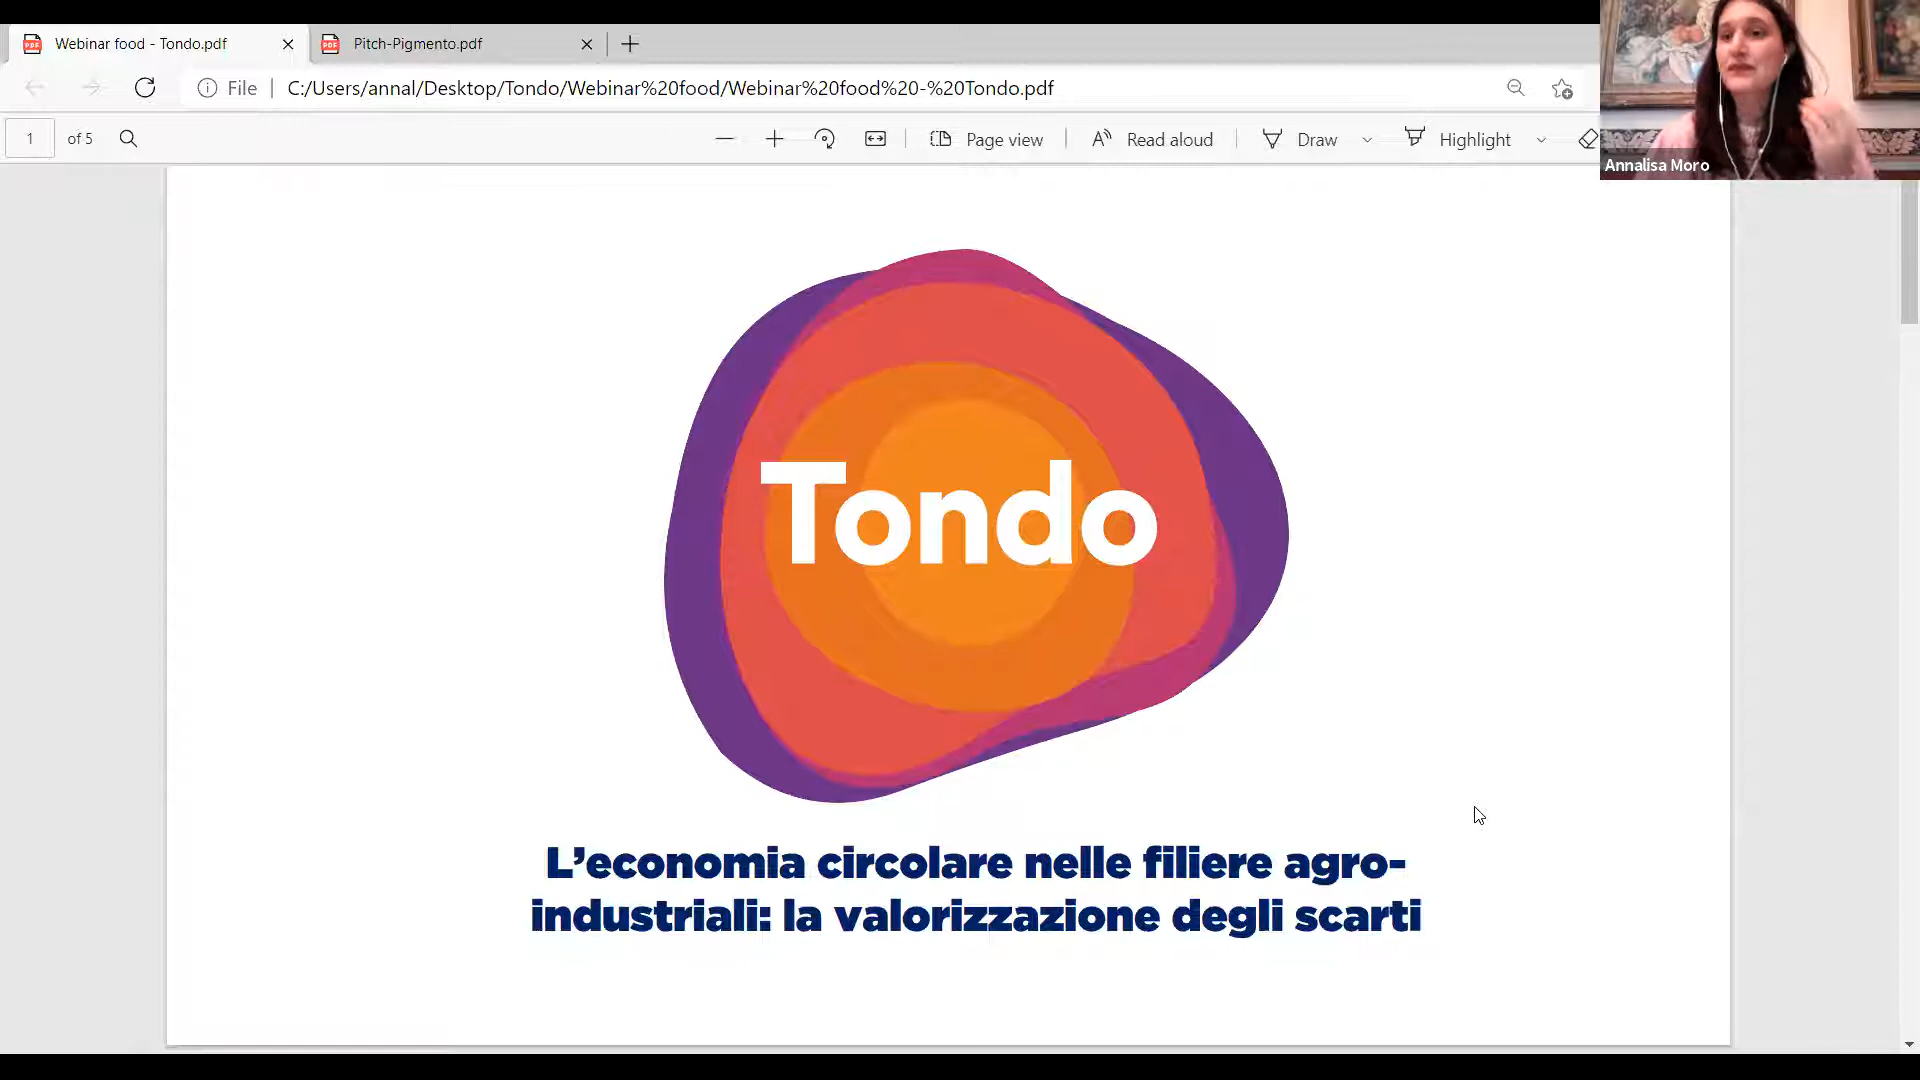 Webinar food - Tondo.pdf
Pitch-Pigmento.pdf
File
C:/Users/annal/Desktop/Tondo/Webinar%20food/Webinar%20food%20-%20Tondo.pdf
1 of 5
Page view
Read aloud
Draw
Highlight
Annalisa Moro
Tondo
L’economia circolare nelle filiere agro-
industriali: la valorizzazione degli scarti